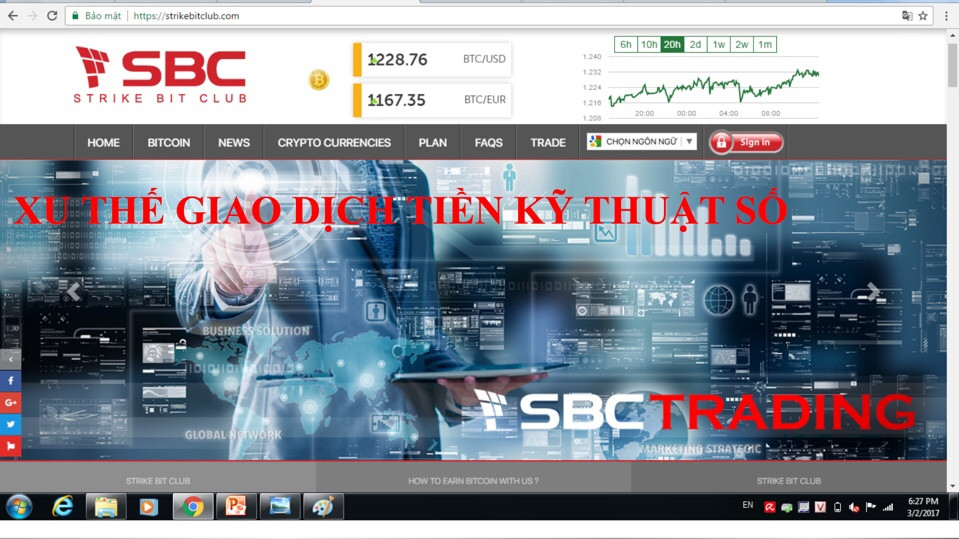 Bảo mật | https://strikebitclub.com
SBC
STRIKE BIT CLUB
1228.76 BTC/USD
1167.35 BTC/EUR
6h 10h 20h 2d 1w 2w 1m
1.240
1.232
1.224
1.216
1.208
20:00 00:00 04:00 08:00
HOME BITCOIN NEWS CRYPTO CURRENCIES PLAN FAQS TRADE CHỌN NGÔN NGỮ Sign in
XU THẾ GIAO DỊCH TIỀN KỸ THUẬT SỐ
BUSINESS SOLUTION
SBC TRADING
GLOBAL NETWORK
MARKETING STRATEGIC
STRIKE BIT CLUB HOW TO EARN BITCOIN WITH US ? STRIKE BIT CLUB
EN
6:27 PM
3/2/2017